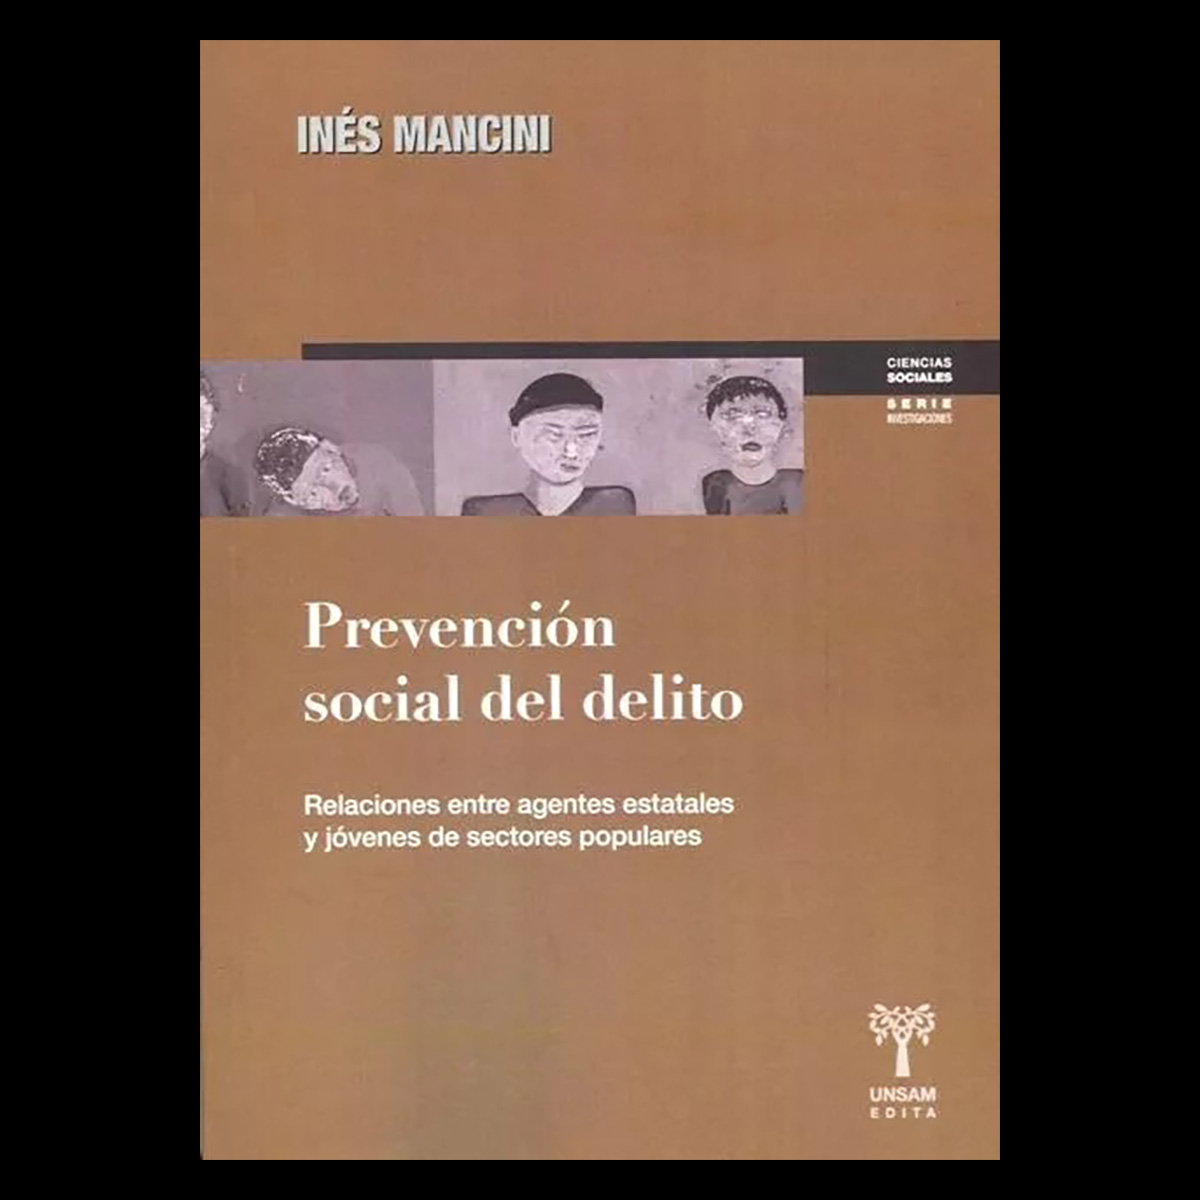 INÉS MANCINI
CIENCIAS
SOCIALES
SERIE
INVESTIGACIONES
Prevención
social del delito
Relaciones entre agentes estatales
y jóvenes de sectores populares
UNSAM
EDITA